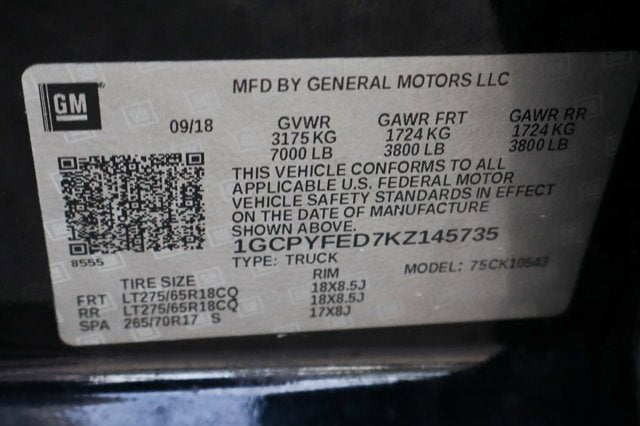 GM
MFD BY GENERAL MOTORS LLC
09/18 GVWR GAWR FRT GAWR RR
3175 KG 1724 KG 1724 KG
7000 LB 3800 LB 3800 LB
THIS VEHICLE CONFORMS TO ALL
APPLICABLE U.S. FEDERAL MOTOR
VEHICLE SAFETY STANDARDS IN EFFECT
ON THE DATE OF MANUFACTURE
SHOWN ABOVE.
8555
1GCPYFED7KZ145735
TYPE: TRUCK MODEL: 75CK10543
TIRE SIZE RIM
FRT LT275/65R18CQ 18X8.5J
RR LT275/65R18CQ 18X8.5J
SPA 265/70R17 S 17X8J